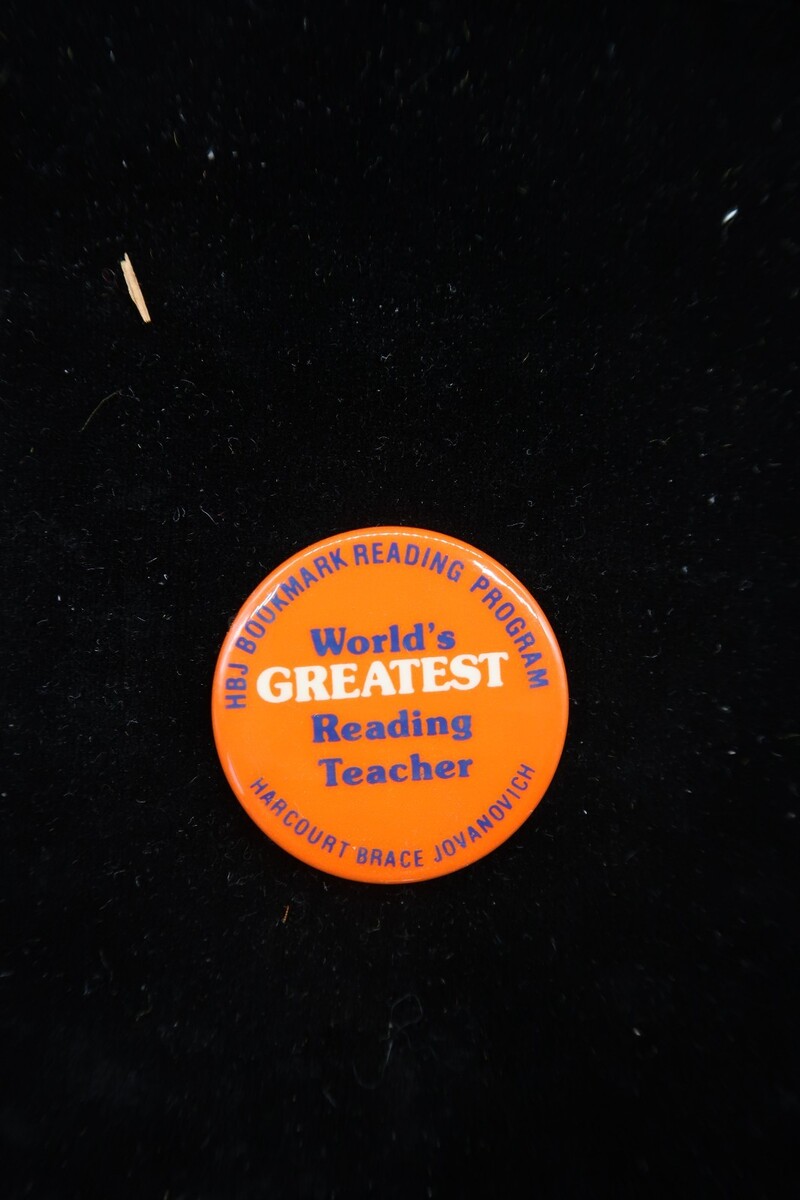 HBJ BOOKMARK READING PROGRAM
World's
GREATEST
Reading
Teacher
HARCOURT BRACE JOVANOVICH